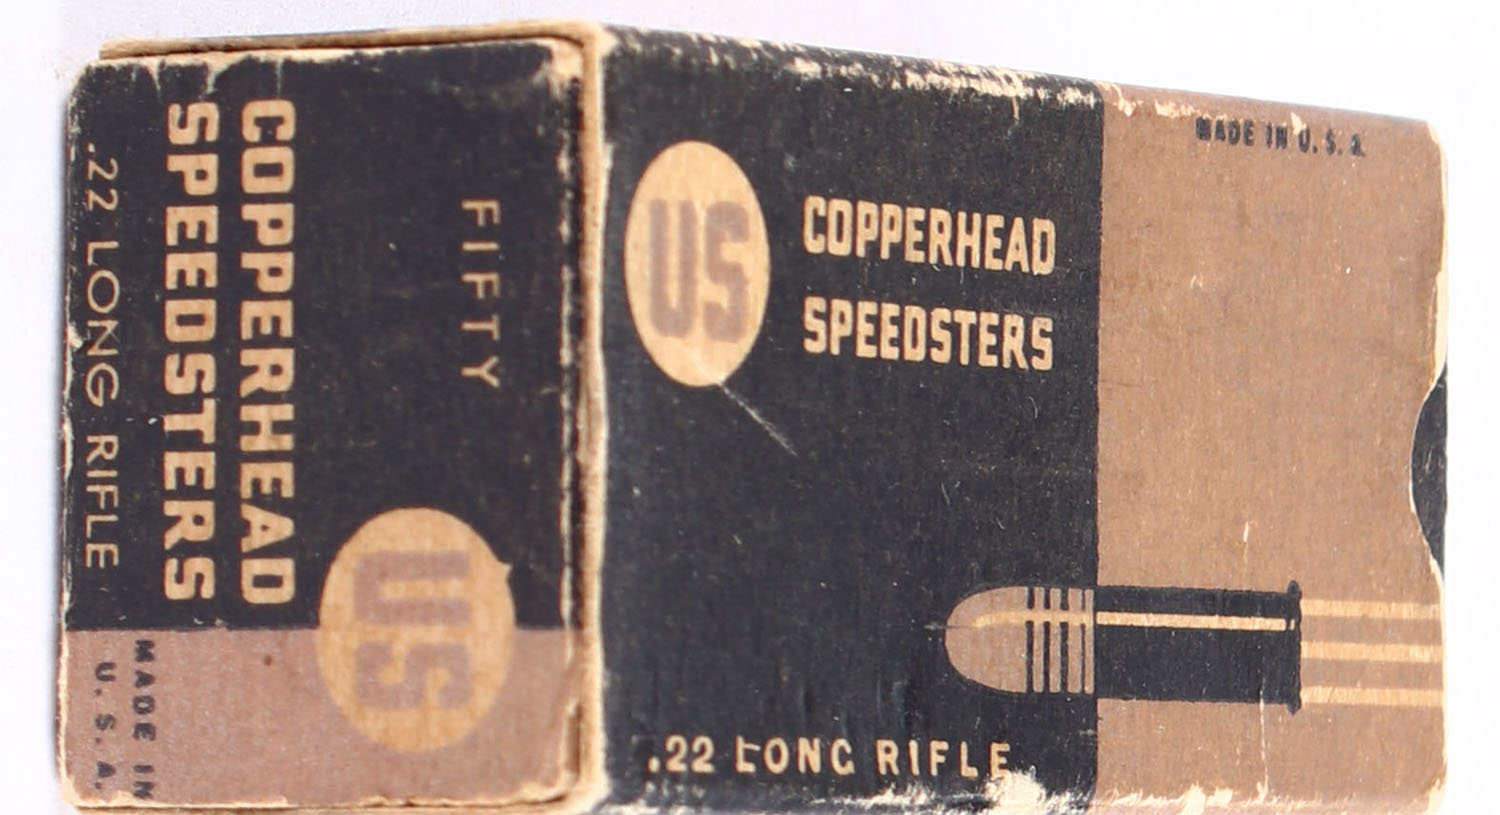 FIFTY
COPPERHEAD
SPEEDSTERS
.22 LONG RIFLE
US
MADE IN
U.S.A.
US
COPPERHEAD
SPEEDSTERS
.22 LONG RIFLE
MADE IN U.S.A.